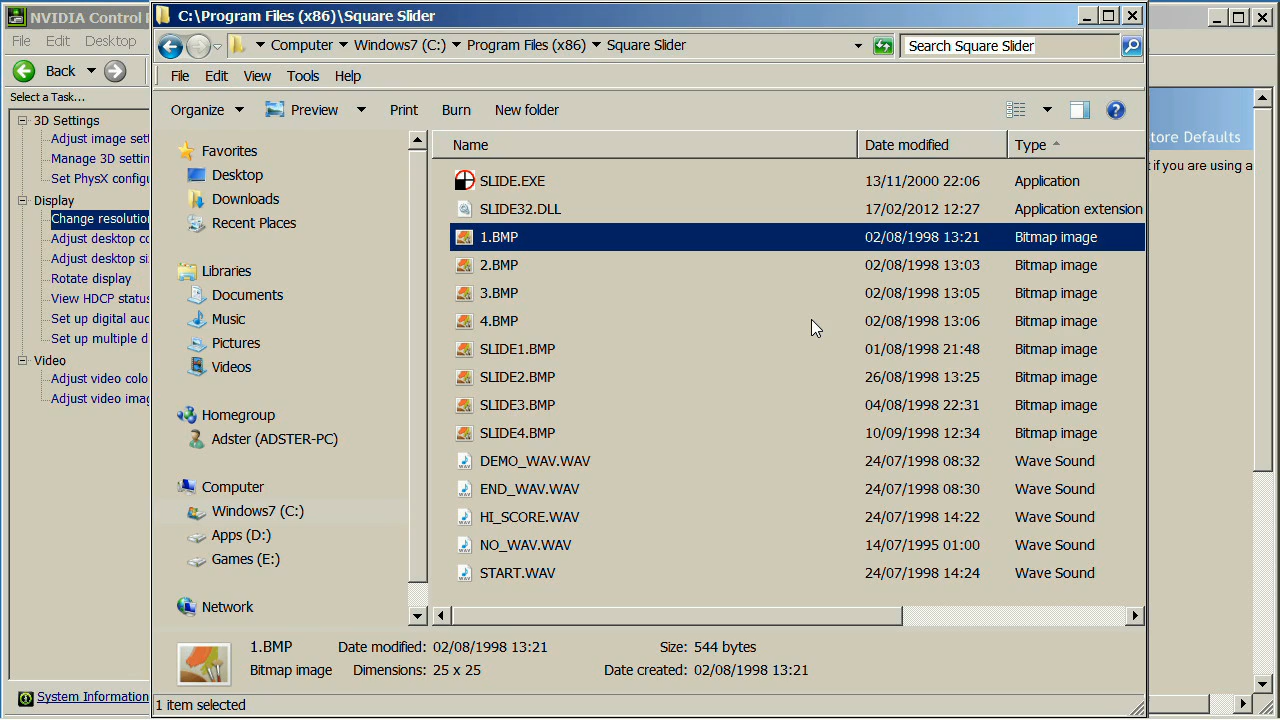 NVIDIA Control
File Edit Desktop
Back
Select a Task...
3D Settings
Adjust image sett
Manage 3D settin
Set PhysX configu
Display
Change resolution
Adjust desktop co
Adjust desktop si
Rotate display
View HDCP status
Set up digital aud
Set up multiple d
Video
Adjust video colo
Adjust video imag
System Information
C:\Program Files (x86)\Square Slider
Computer Windows7 (C:) Program Files (x86) Square Slider
Search Square Slider
File Edit View Tools Help
Organize Preview Print Burn New folder
Favorites
Desktop
Downloads
Recent Places
Libraries
Documents
Music
Pictures
Videos
Homegroup
Adster (ADSTER-PC)
Computer
Windows7 (C:)
Apps (D:)
Games (E:)
Network
Name Date modified Type
SLIDE.EXE 13/11/2000 22:06 Application
SLIDE32.DLL 17/02/2012 12:27 Application extension
1.BMP 02/08/1998 13:21 Bitmap image
2.BMP 02/08/1998 13:03 Bitmap image
3.BMP 02/08/1998 13:05 Bitmap image
4.BMP 02/08/1998 13:06 Bitmap image
SLIDE1.BMP 01/08/1998 21:48 Bitmap image
SLIDE2.BMP 26/08/1998 13:25 Bitmap image
SLIDE3.BMP 04/08/1998 22:31 Bitmap image
SLIDE4.BMP 10/09/1998 12:34 Bitmap image
DEMO_WAV.WAV 24/07/1998 08:32 Wave Sound
END_WAV.WAV 24/07/1998 08:30 Wave Sound
HI_SCORE.WAV 24/07/1998 14:22 Wave Sound
NO_WAV.WAV 14/07/1995 01:00 Wave Sound
START.WAV 24/07/1998 14:24 Wave Sound
1.BMP Date modified: 02/08/1998 13:21 Size: 544 bytes
Bitmap image Dimensions: 25 x 25 Date created: 02/08/1998 13:21
1 item selected
tore Defaults
t if you are using a